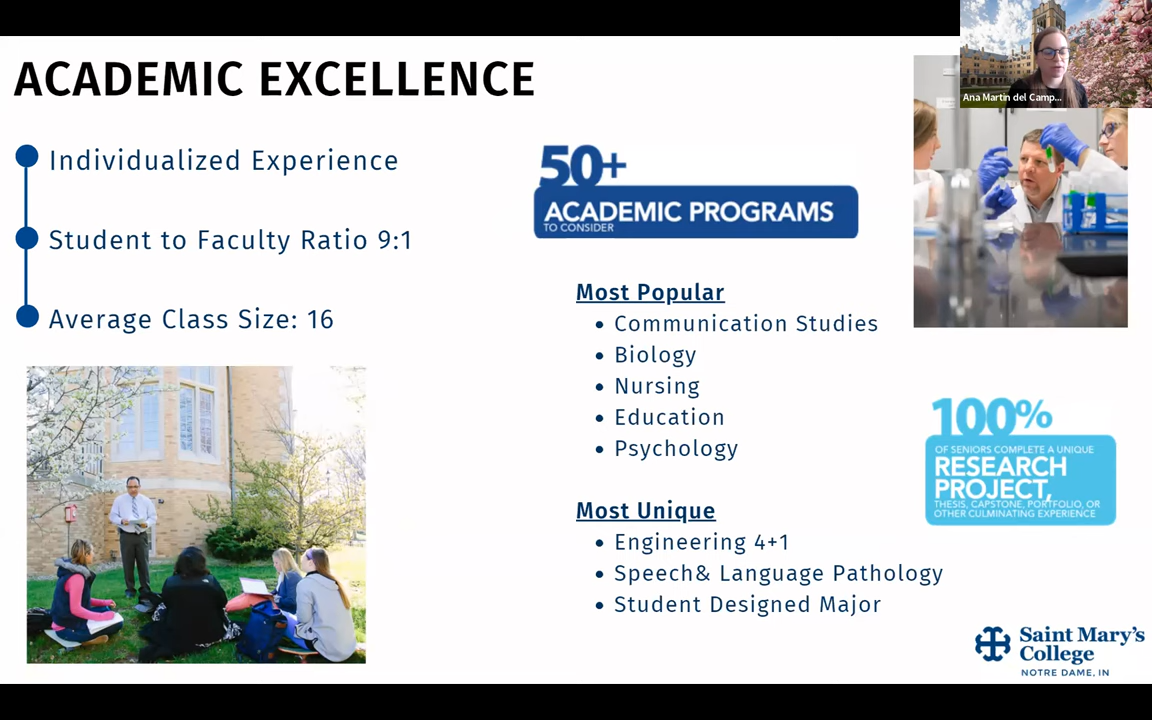 ACADEMIC EXCELLENCE
Individualized Experience
Student to Faculty Ratio 9:1
Average Class Size: 16
50+
ACADEMIC PROGRAMS
TO CONSIDER
Most Popular
• Communication Studies
• Biology
• Nursing
• Education
• Psychology
Most Unique
• Engineering 4+1
• Speech& Language Pathology
• Student Designed Major
Ana Martin del Camp...
100%
OF SENIORS COMPLETE A UNIQUE
RESEARCH
PROJECT,
THESIS, CAPSTONE, PORTFOLIO, OR
OTHER CULMINATING EXPERIENCE
Saint Mary's
College
NOTRE DAME, IN